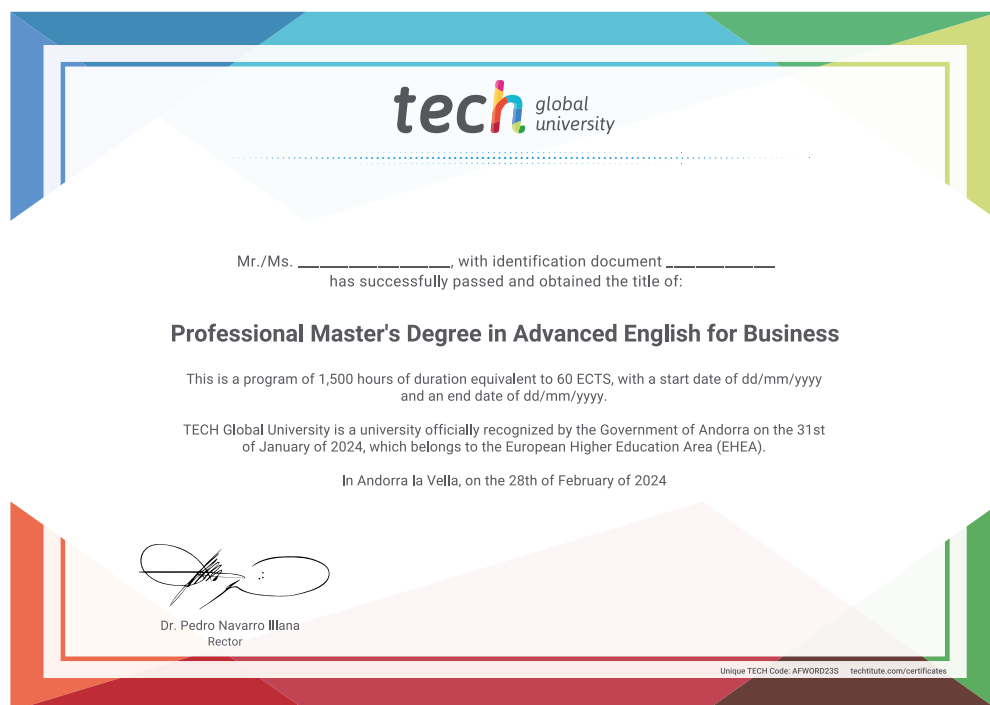 tech global
university
Mr./Ms. ____________________, with identification document ______________
has successfully passed and obtained the title of:
Professional Master's Degree in Advanced English for Business
This is a program of 1,500 hours of duration equivalent to 60 ECTS, with a start date of dd/mm/yyyy
and an end date of dd/mm/yyyy.
TECH Global University is a university officially recognized by the Government of Andorra on the 31st
of January of 2024, which belongs to the European Higher Education Area (EHEA).
In Andorra la Vella, on the 28th of February of 2024
Dr. Pedro Navarro Illana
Rector
Unique TECH Code: AFWORD23S techtitute.com/certificates